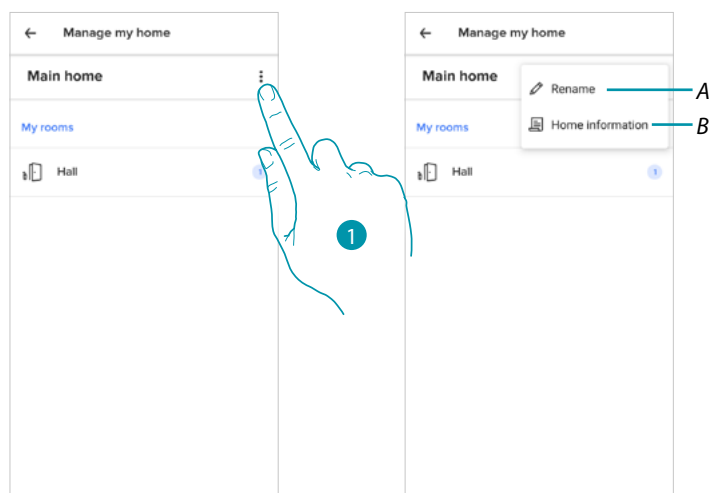 Manage my home
Main home
My rooms
Hall
1
1
Manage my home
Main home
Rename
A
My rooms
Home information
B
Hall
1